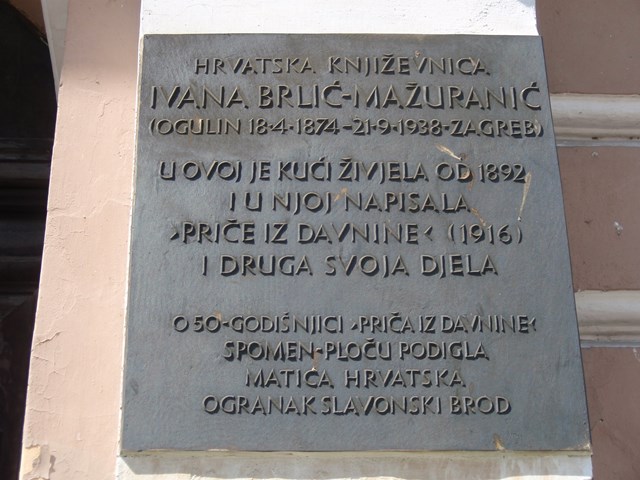 HRVATSKA KNJIŽEVNICA
IVANA BRLIĆ-MAŽURANIĆ
(OGULIN 18·4·1874–21·9·1938·ZAGREB)
U OVOJ JE KUĆI ŽIVJELA OD 1892
I U NJOJ NAPISALA
›PRIČE IZ DAVNINE‹ (1916)
I DRUGA SVOJA DJELA
O 50-GODIŠNJICI ›PRIČA IZ DAVNINE‹
SPOMEN-PLOČU PODIGLA
MATICA HRVATSKA
OGRANAK SLAVONSKI BROD